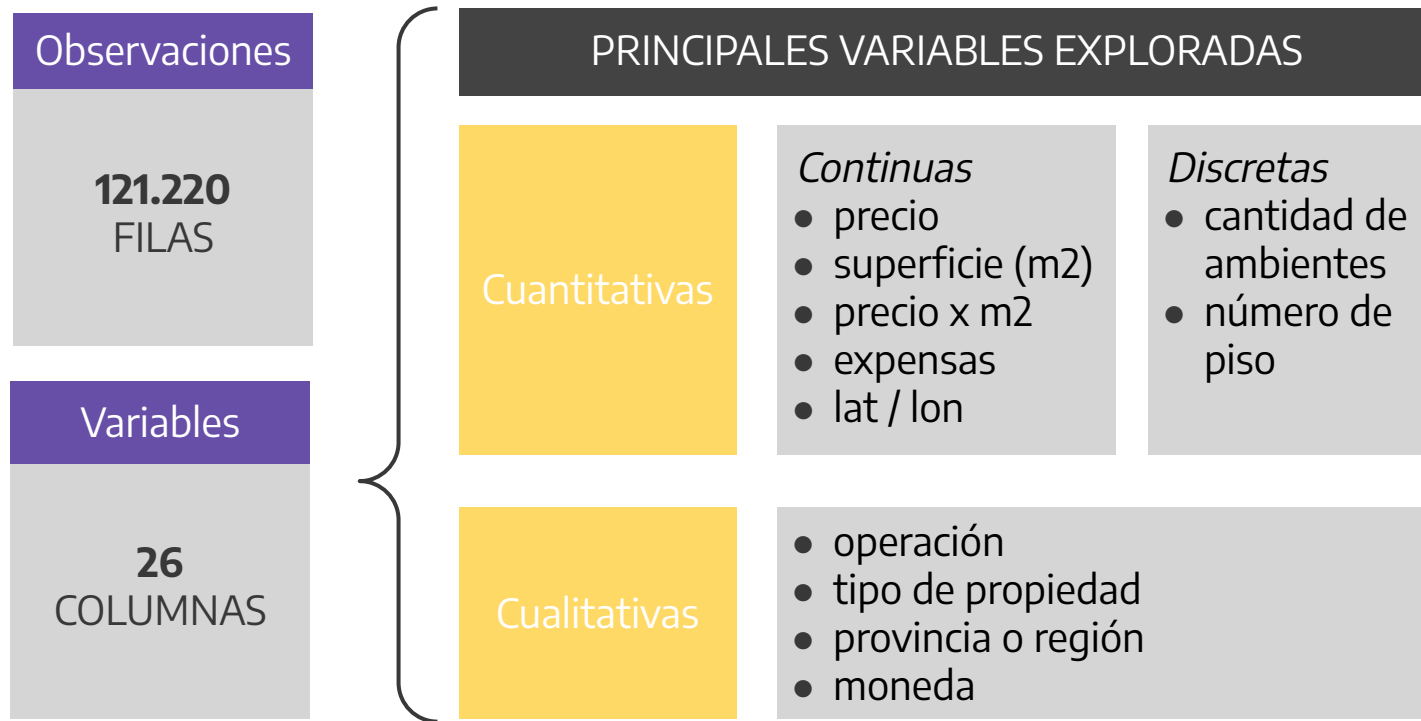 Observaciones
121.220
FILAS
Variables
26
COLUMNAS
PRINCIPALES VARIABLES EXPLORADAS
Cuantitativas
Continuas
● precio
● superficie (m2)
● precio x m2
● expensas
● lat / lon
Discretas
● cantidad de
ambientes
● número de
piso
Cualitativas
● operación
● tipo de propiedad
● provincia o región
● moneda